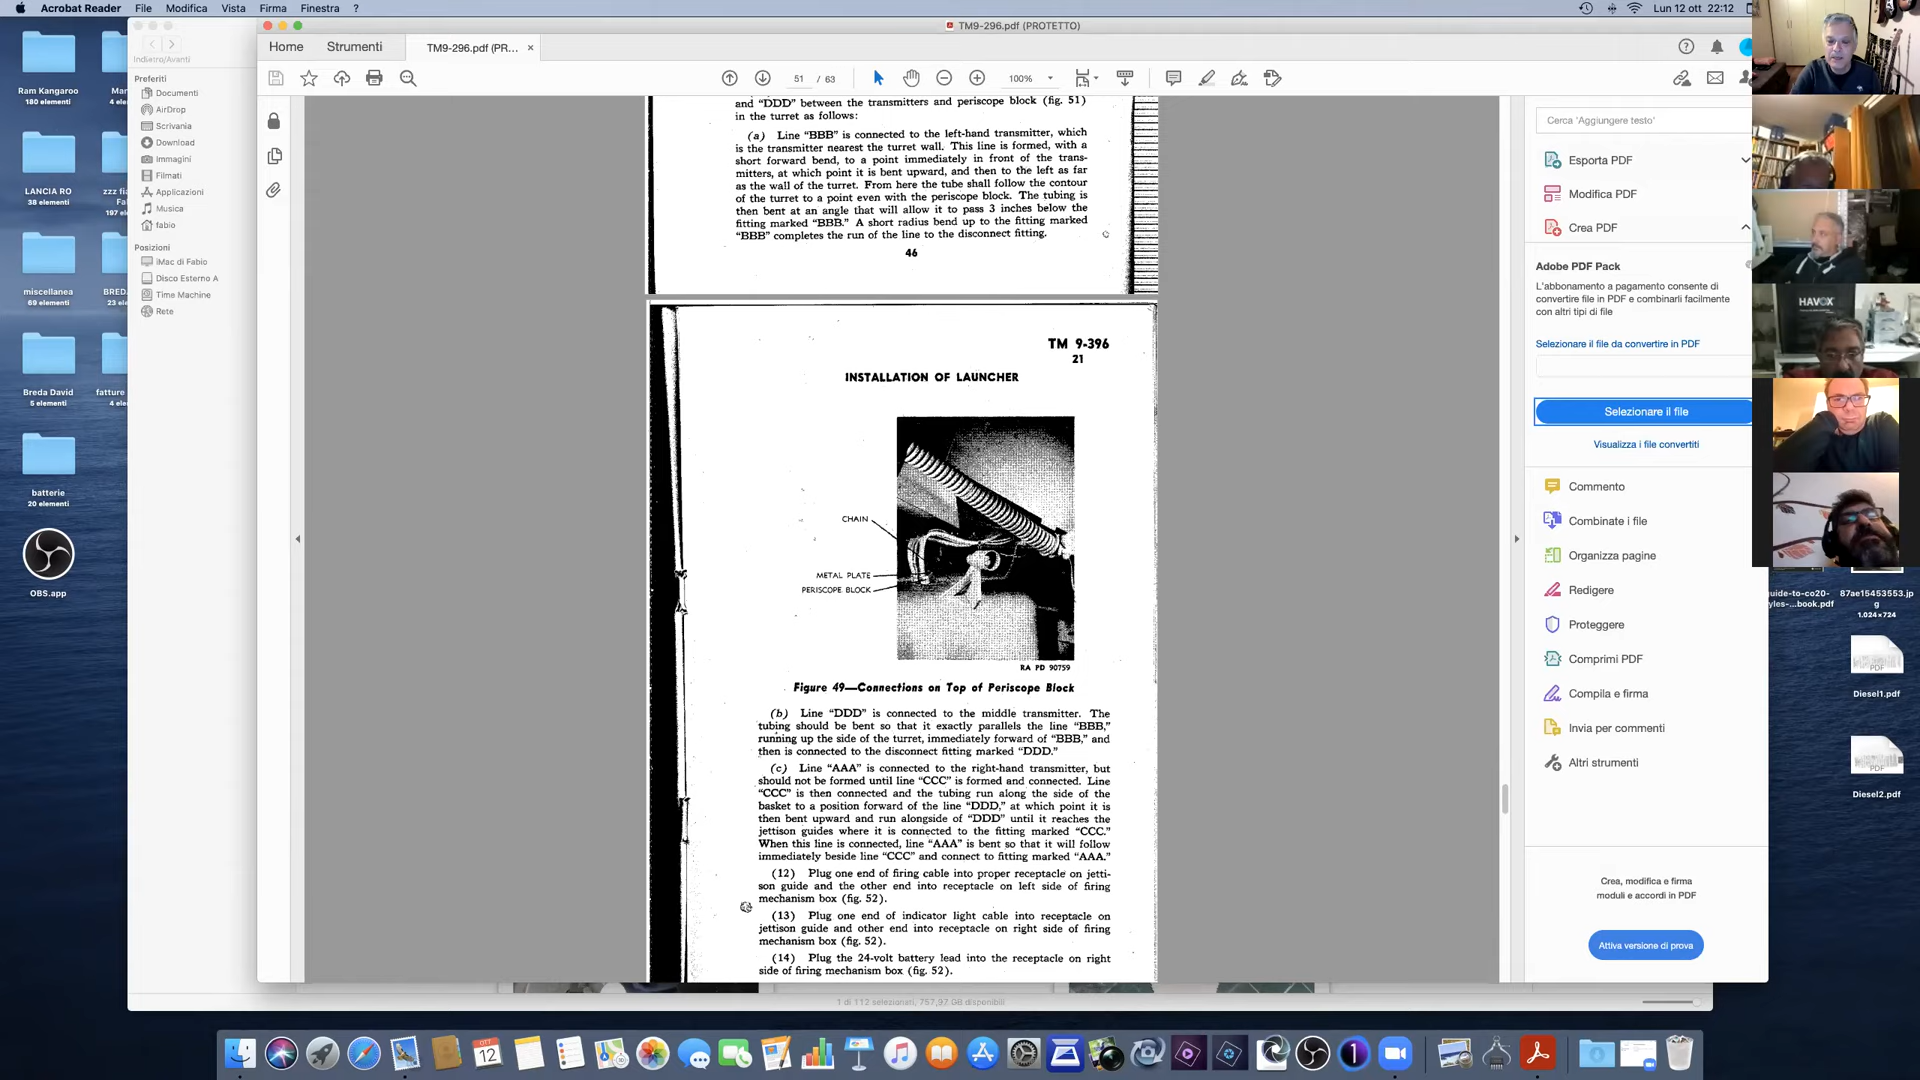 Acrobat Reader File Modifica Vista Firma Finestra ?
Lun 12 ott 22:12
TM9-296.pdf (PROTETTO)
Home Strumenti TM9-296.pdf (PR... ×
51 / 63 100%
Ram Kangaroo
180 elementi
LANCIA RO
38 elementi
miscellanea
69 elementi
Breda David
5 elementi
batterie
20 elementi
OBS.app
Indietro/Avanti
Preferiti
Documenti
AirDrop
Scrivania
Download
Immagini
Filmati
Applicazioni
Musica
fabio
Posizioni
iMac di Fabio
Disco Esterno A
Time Machine
Rete
and "DDD" between the transmitters and periscope block (fig. 51)
in the turret as follows:
(a) Line "BBB" is connected to the left-hand transmitter, which
is the transmitter nearest the turret wall. This line is formed, with a
short forward bend, to a point immediately in front of the trans-
mitters, at which point it is bent upward, and then to the left as far
as the wall of the turret. From here the tube shall follow the contour
of the turret to a point even with the periscope block. The tubing is
then bent at an angle that will allow it to pass 3 inches below the
fitting marked "BBB." A short radius bend up to the fitting marked
"BBB" completes the run of the line to the disconnect fitting.
46
TM 9-396
21
INSTALLATION OF LAUNCHER
CHAIN
METAL PLATE
PERISCOPE BLOCK
RA PD 90759
Figure 49—Connections on Top of Periscope Block
(b) Line "DDD" is connected to the middle transmitter. The
tubing should be bent so that it exactly parallels the line "BBB,"
running up the side of the turret, immediately forward of "BBB," and
then is connected to the disconnect fitting marked "DDD."
(c) Line "AAA" is connected to the right-hand transmitter, but
should not be formed until line "CCC" is formed and connected. Line
"CCC" is then connected and the tubing run along the side of the
basket to a position forward of the line "DDD," at which point it is
then bent upward and run alongside of "DDD" until it reaches the
jettison guides where it is connected to the fitting marked "CCC."
When this line is connected, line "AAA" is bent so that it will follow
immediately beside line "CCC" and connect to fitting marked "AAA."
(12) Plug one end of firing cable into proper receptacle on jetti-
son guide and the other end into receptacle on left side of firing
mechanism box (fig. 52).
(13) Plug one end of indicator light cable into receptacle on
jettison guide and other end into receptacle on right side of firing
mechanism box (fig. 52).
(14) Plug the 24-volt battery lead into the receptacle on right
side of firing mechanism box (fig. 52).
Cerca 'Aggiungere testo'
Esporta PDF
Modifica PDF
Crea PDF
Adobe PDF Pack
L'abbonamento a pagamento consente di
convertire file in PDF e combinarli facilmente
con altri tipi di file
Selezionare il file da convertire in PDF
Selezionare il file
Visualizza i file convertiti
Commento
Combinate i file
Organizza pagine
Redigere
Proteggere
Comprimi PDF
Compila e firma
Invia per commenti
Altri strumenti
Crea, modifica e firma
moduli e accordi in PDF
Attiva versione di prova
HAVOX
87ae15453553.jp
g
1.024×724
Diesel1.pdf
Diesel2.pdf
1 di 112 selezionati, 757,97 GB disponibili
OTT
12